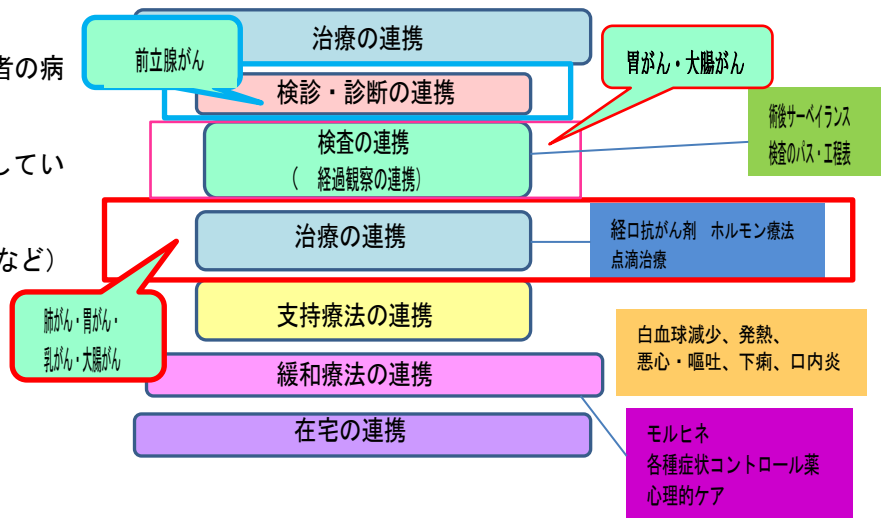 治療の連携
前立腺がん
者の病
胃がん・大腸がん
検診・診断の連携
術後サーベイランス
検査のパス・工程表
検査の連携
（　経過観察の連携）
してい
治療の連携
経口抗がん剤　ホルモン療法
点滴治療
など）
肺がん・胃がん・
乳がん・大腸がん
支持療法の連携
白血球減少、発熱、
悪心・嘔吐、下痢、口内炎
緩和療法の連携
在宅の連携
モルヒネ
各種症状コントロール薬
心理的ケア